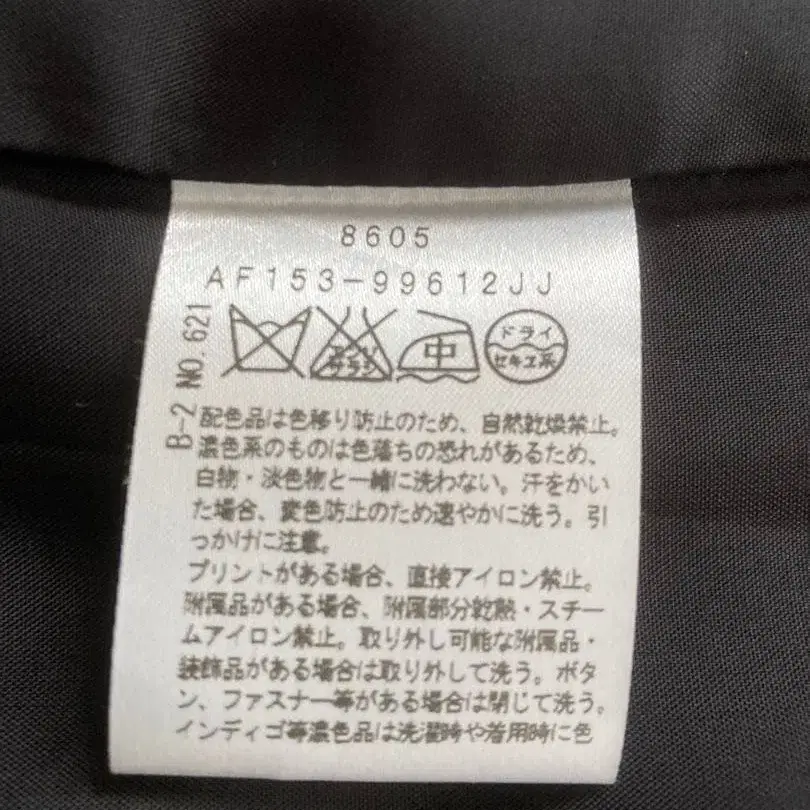 8605
AF153-99612JJ
B-2 NO.621
エンソ
サラシ
中
ドライ
セキユ系
配色品は色移り防止のため、自然乾燥禁止。
濃色系のものは色落ちの恐れがあるため、
白物・淡色物と一緒に洗わない。汗をかい
た場合、変色防止のため速やかに洗う。引
っかけに注意。
プリントがある場合、直接アイロン禁止。
附属品がある場合、附属部分乾熱・スチー
ムアイロン禁止。取り外し可能な附属品・
装飾品がある場合は取り外して洗う。ボタ
ン、ファスナー等がある場合は閉じて洗う。
インディゴ等濃色品は洗濯時や着用時に色